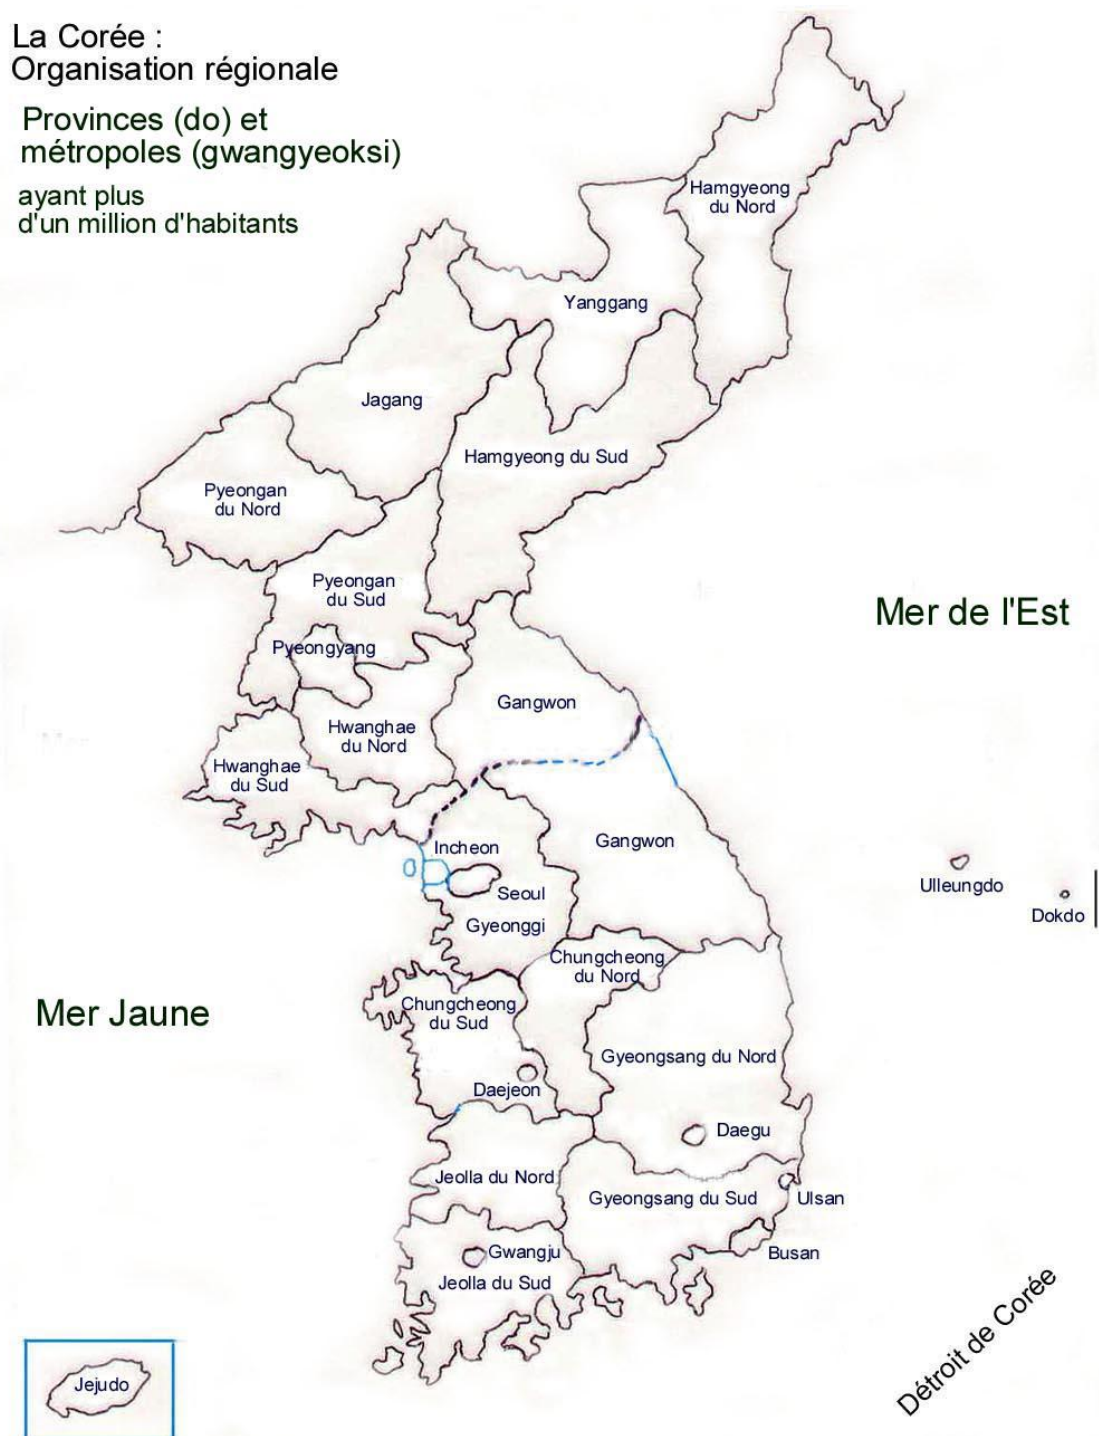 La Corée :
Organisation régionale
Provinces (do) et
métropoles (gwangyeoksi)
ayant plus
d'un million d'habitants
Hamgyeong
du Nord
Yanggang
Jagang
Hamgyeong du Sud
Pyeongan
du Nord
Pyeongan
du Sud
Mer de l'Est
Pyeongyang
Gangwon
Hwanghae
du Nord
Hwanghae
du Sud
Gangwon
Incheon
Ulleungdo
Seoul
Dokdo
Gyeonggi
Chungcheong
du Nord
Mer Jaune
Chungcheong
du Sud
Gyeongsang du Nord
Daejeon
Daegu
Jeolla du Nord
Gyeongsang du Sud
Ulsan
Gwangju
Busan
Jeolla du Sud
Détroit de Corée
Jejudo